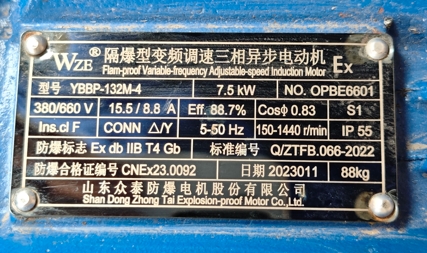 WZE® 隔爆型变频调速三相异步电动机
Flam-proof Variable-frequency Adjustable-speed Induction Motor Ex
型号 YBBP-132M-4 7.5 kW NO. OPBE6601
380/660 V 15.5 / 8.8 A Eff. 88.7% Cosϕ 0.83 S1
Ins.cl F CONN △/Y 5-50 Hz 150-1440 r/min IP 55
防爆标志 Ex db IIB T4 Gb 标准编号 Q/ZTFB.066-2022
防爆合格证编号 CNEx23.0092 日期 2023011 88kg
山东众泰防爆电机股份有限公司
Shan Dong Zhong Tai Explosion-proof Motor Co.,Ltd.